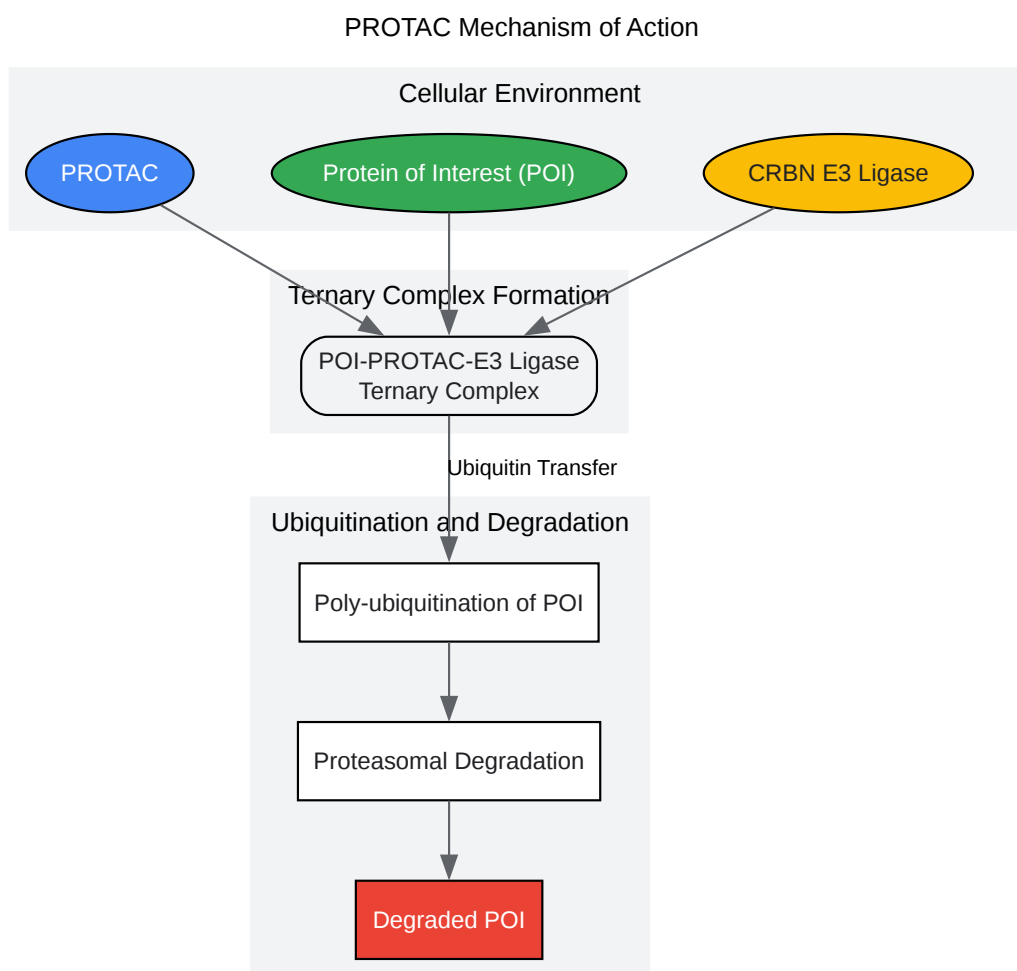 PROTAC Mechanism of Action
Cellular Environment
PROTAC
Protein of Interest (POI)
CRBN E3 Ligase
Ternary Complex Formation
POI-PROTAC-E3 Ligase
Ternary Complex
Ubiquitin Transfer
Ubiquitination and Degradation
Poly-ubiquitination of POI
Proteasomal Degradation
Degraded POI